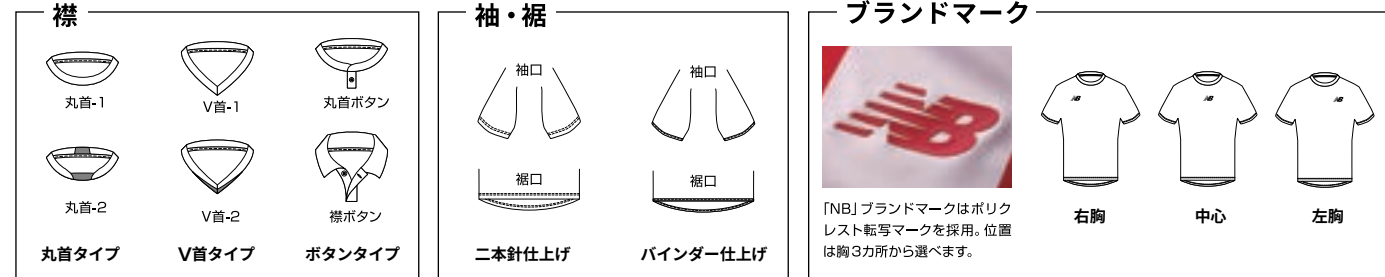 襟
丸首-1
V首-1
丸首ボタン
丸首-2
V首-2
襟ボタン
丸首タイプ
V首タイプ
ボタンタイプ
袖・裾
袖口
袖口
裾口
裾口
二本針仕上げ
バインダー仕上げ
ブランドマーク
NB
「NB」ブランドマークはポリク
レスト転写マークを採用。位置
は胸3カ所から選べます。
NB
NB
NB
右胸
中心
左胸